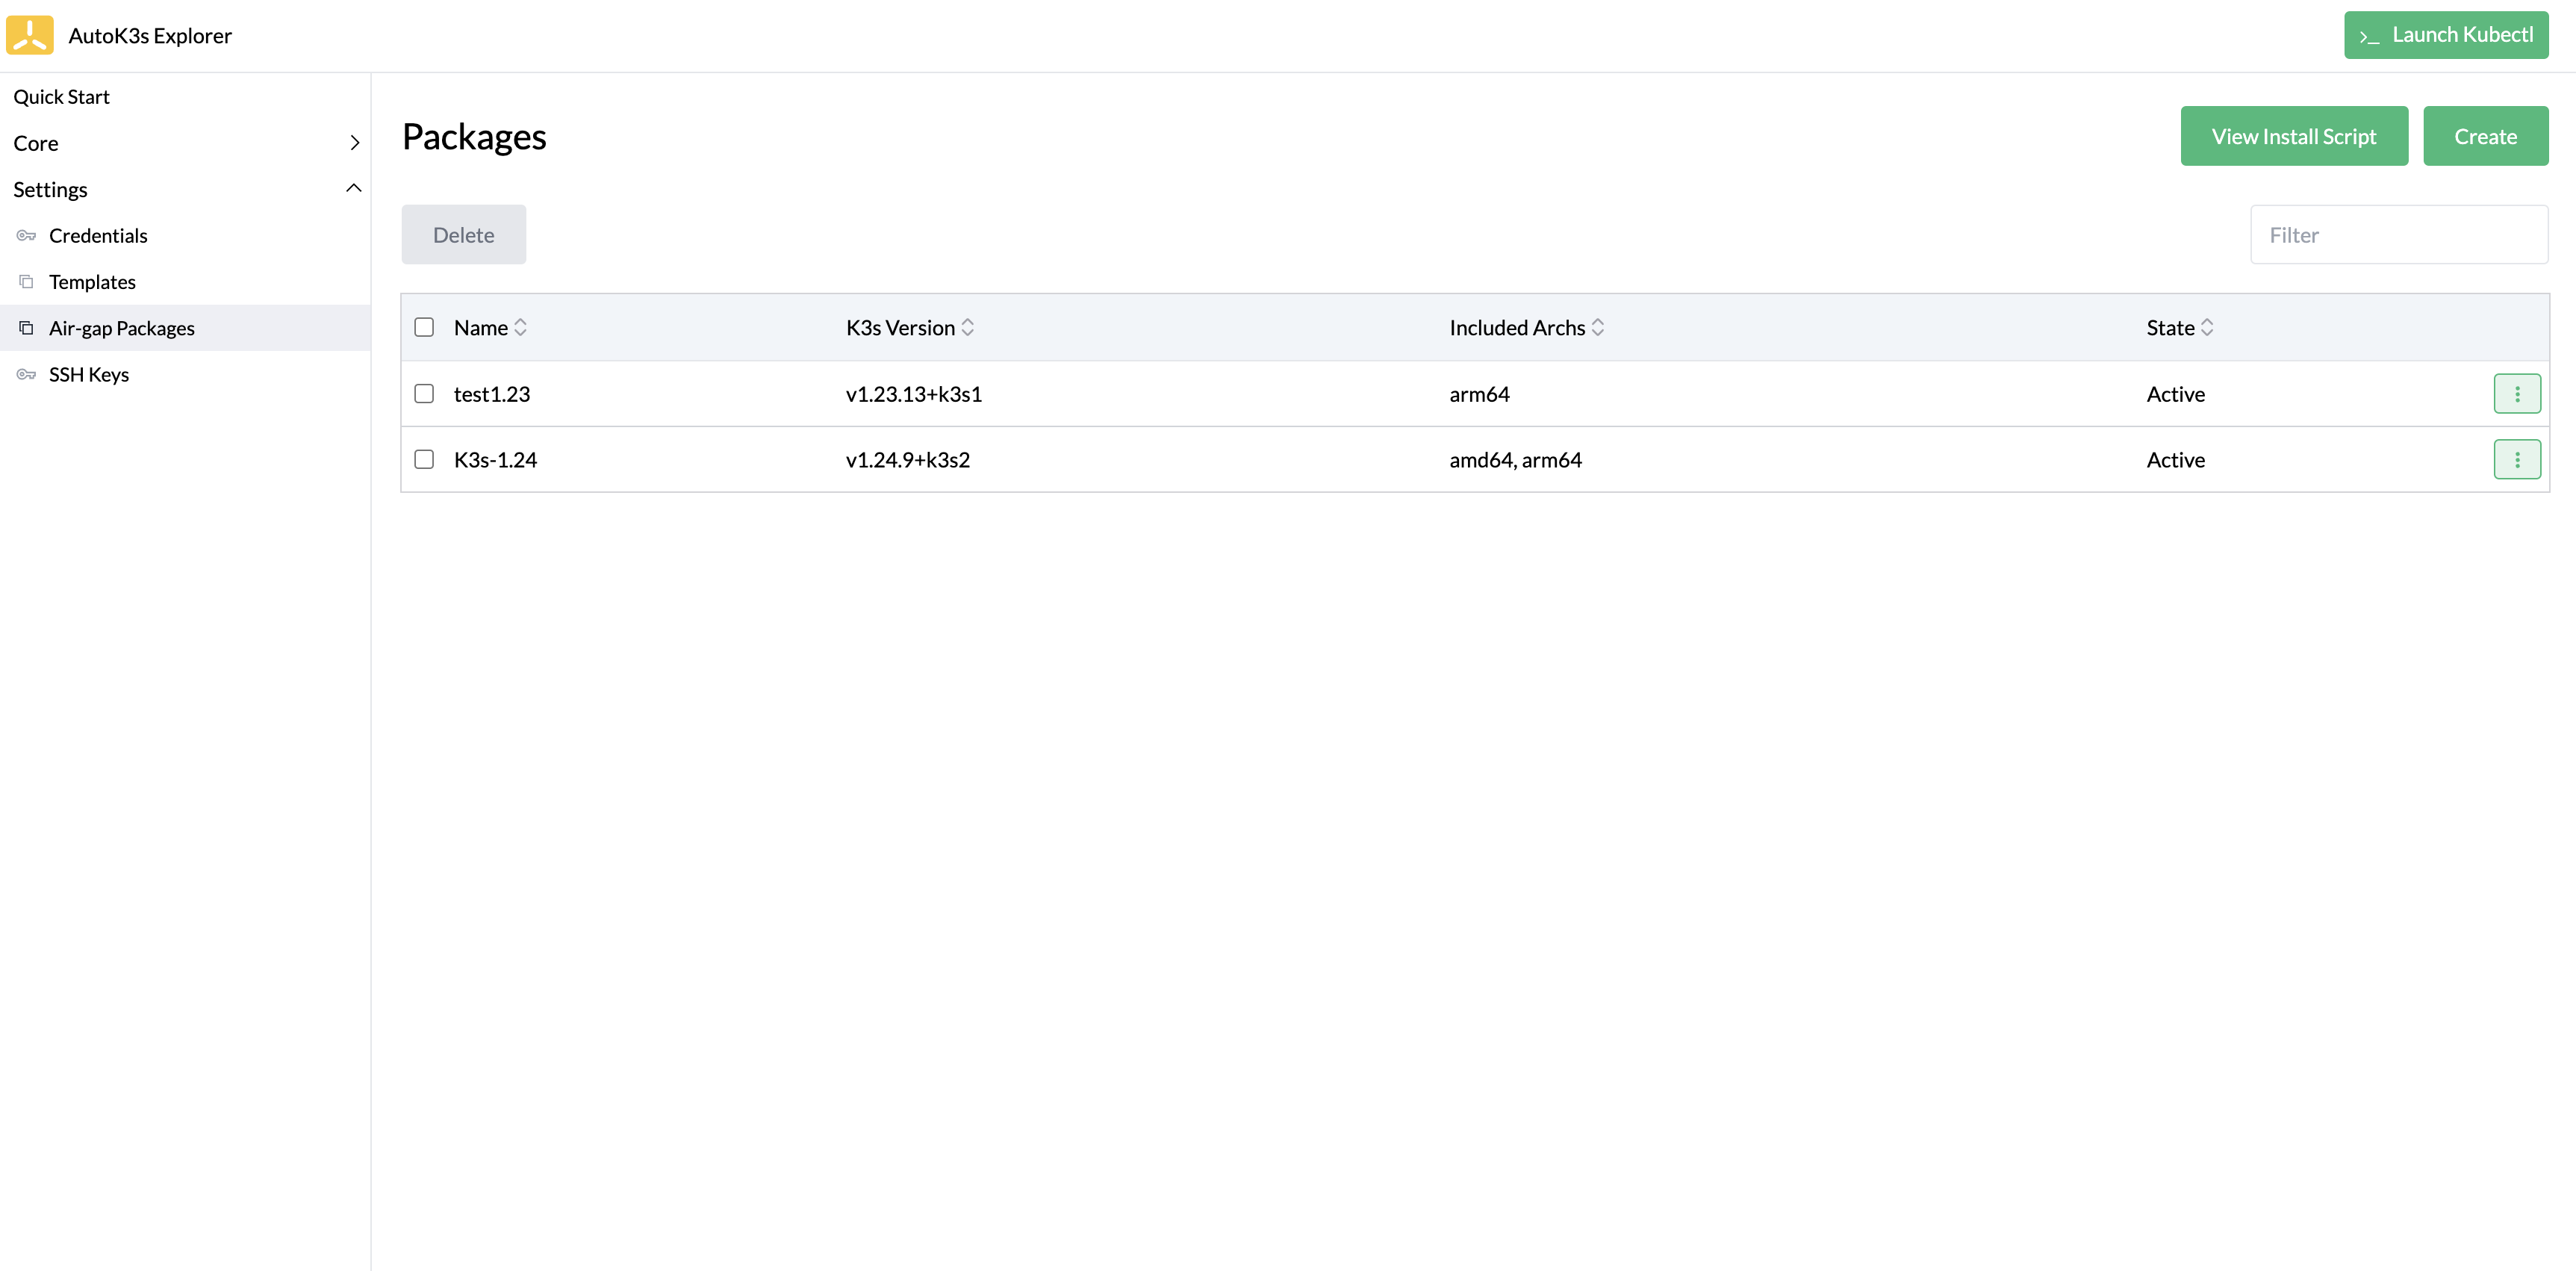 AutoK3s Explorer
>_ Launch Kubectl
Quick Start
Core
Settings
Credentials
Templates
Air-gap Packages
SSH Keys
Packages
View Install Script
Create
Delete
Filter
Name K3s Version Included Archs State
test1.23 v1.23.13+k3s1 arm64 Active
K3s-1.24 v1.24.9+k3s2 amd64, arm64 Active